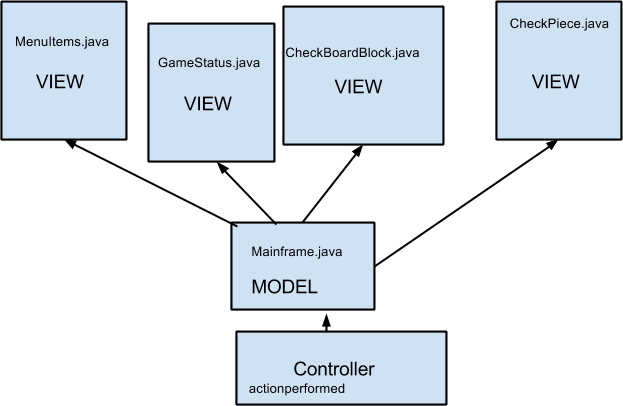 MenuItems.java
VIEW
GameStatus.java
VIEW
CheckBoardBlock.java
VIEW
CheckPiece.java
VIEW
Mainframe.java
MODEL
Controller
actionperformed